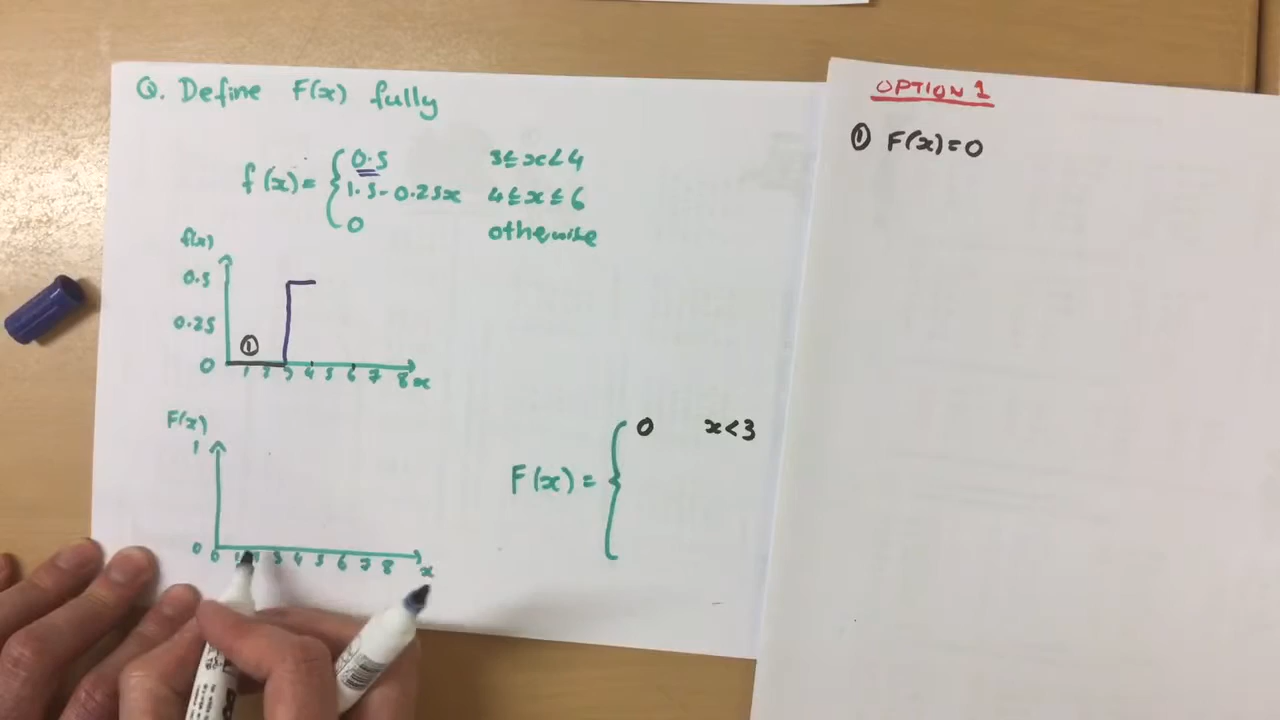 Q. Define F(x) fully
f(x) = { 0.5 3 ≤ x < 4
1.5 - 0.25x 4 ≤ x ≤ 6
0 otherwise
f(x)
0.5
0.25
0
①
1 2 3 4 5 6 7 8 x
F(x)
1
0
0 1 2 3 4 5 6 7 8 x
F(x) = { 0 x < 3
OPTION 1
① F(x) = 0